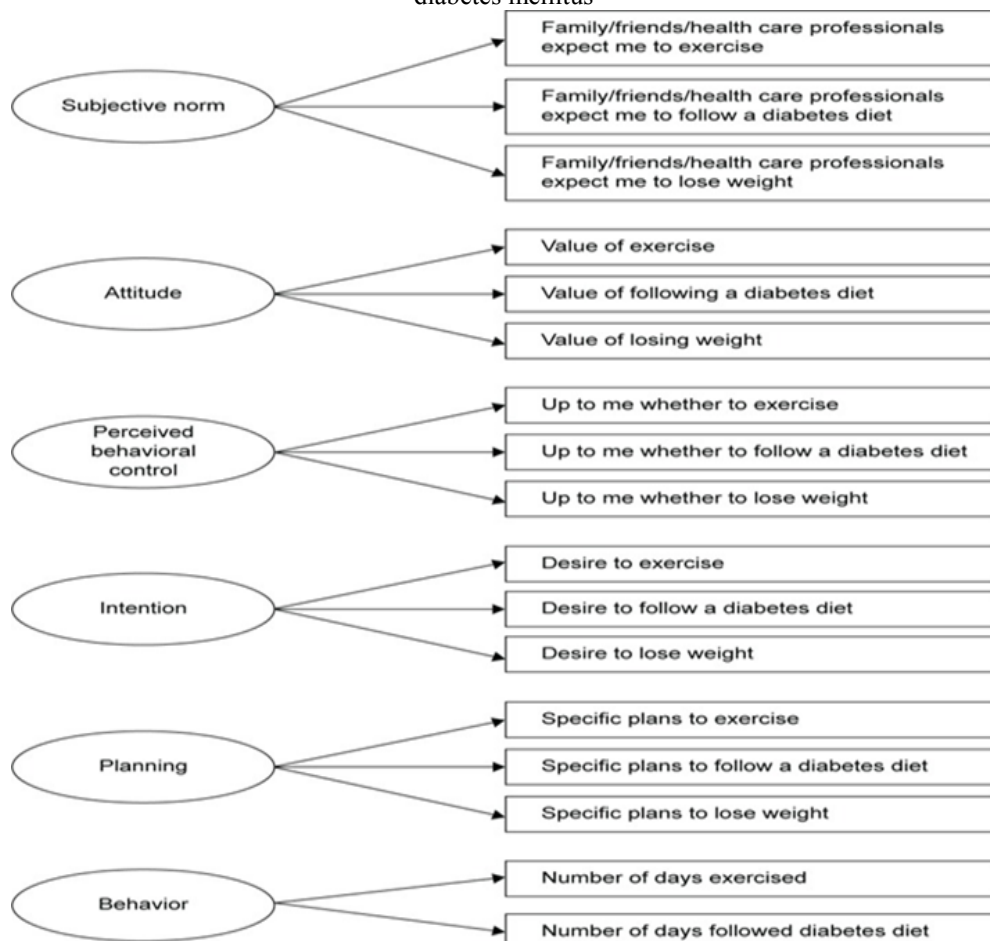 diabetes mellitus
Family/friends/health care professionals
expect me to exercise
Subjective norm
Family/friends/health care professionals
expect me to follow a diabetes diet
Family/friends/health care professionals
expect me to lose weight
Value of exercise
Attitude
Value of following a diabetes diet
Value of losing weight
Up to me whether to exercise
Perceived
behavioral
control
Up to me whether to follow a diabetes diet
Up to me whether to lose weight
Desire to exercise
Intention
Desire to follow a diabetes diet
Desire to lose weight
Specific plans to exercise
Planning
Specific plans to follow a diabetes diet
Specific plans to lose weight
Number of days exercised
Behavior
Number of days followed diabetes diet